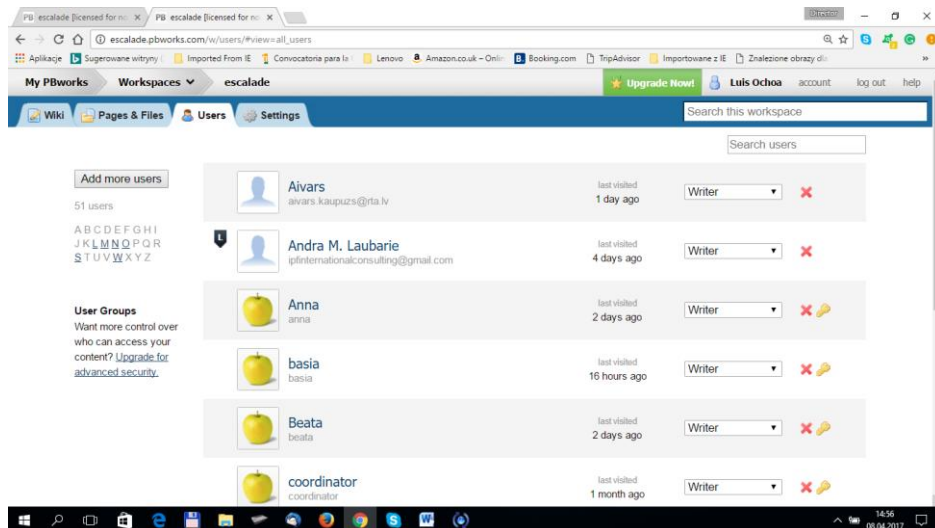 PB escalade [licensed for no
PB escalade [licensed for no
escalade.pbworks.com/w/users/#view=all_users
Aplikacje
Sugerowane witryny
Imported From IE
Convocatoria para la
Lenovo
Amazon.co.uk – Onlin
Booking.com
TripAdvisor
Importowane z IE
Znalezione obrazy dla
My PBworks
Workspaces
escalade
Upgrade Now!
Luis Ochoa
account
log out
help
Wiki
Pages & Files
Users
Settings
Search this workspace
Search users
Add more users
51 users
A B C D E F G H I
J K L M N O P Q R
S T U V W X Y Z
User Groups
Want more control over
who can access your
content? Upgrade for
advanced security.
Aivars
aivars.kaupuzs@rta.lv
last visited
1 day ago
Writer
L
Andra M. Laubarie
ipfinternationalconsulting@gmail.com
last visited
4 days ago
Writer
Anna
anna
last visited
2 days ago
Writer
basia
basia
last visited
16 hours ago
Writer
Beata
beata
last visited
2 days ago
Writer
coordinator
coordinator
last visited
1 month ago
Writer
14:56
08.04.2017